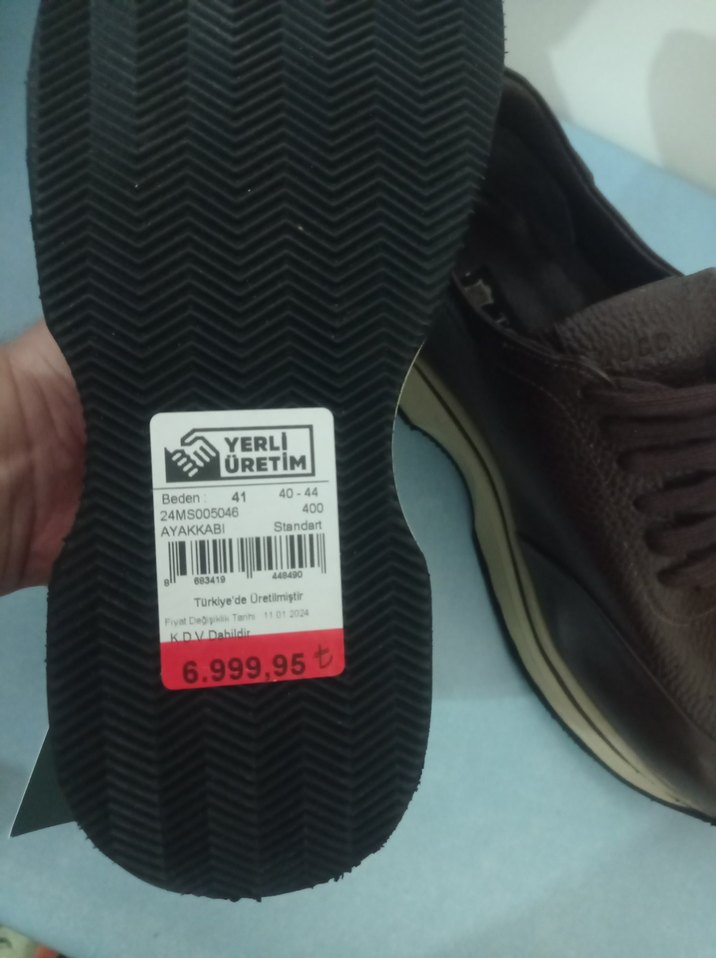 YERLİ
ÜRETİM
Beden : 41 40 - 44
24MS005046 400
AYAKKABI Standart
8 683419 449490
Türkiye'de Üretilmiştir
Fiyat Değişiklik Tarihi 11.01.2024
K.D.V. Dahildir
6.999,95 ₺